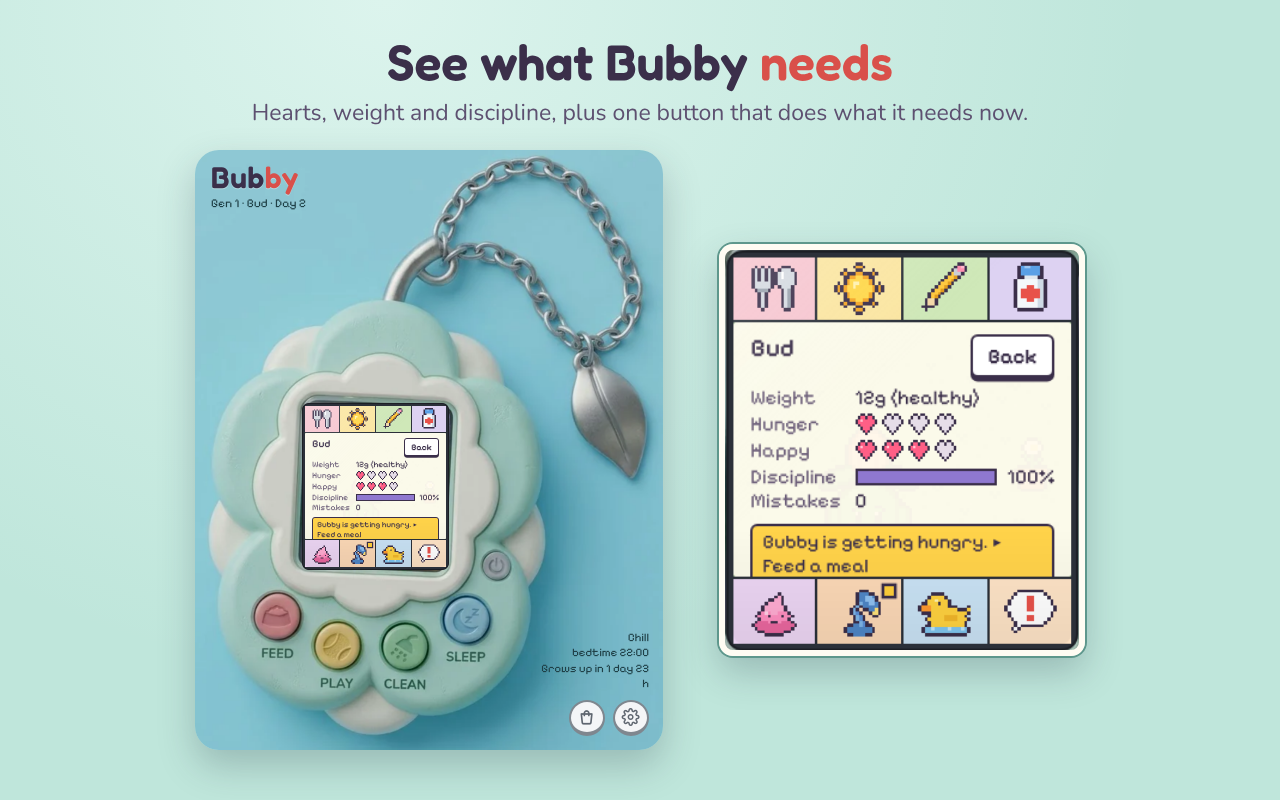 See what Bubby needs
Hearts, weight and discipline, plus one button that does what it needs now.
Bubby
Gen 1 · Bud · Day 2
Bud
Back
Weight 12g (healthy)
Hunger
Happy
Discipline 100%
Mistakes 0
Bubby is getting hungry. ▸
Feed a meal
FEED
PLAY
CLEAN
SLEEP
Chill
bedtime 22:00
Grows up in 1 day 23
h
Bud
Back
Weight 12g (healthy)
Hunger
Happy
Discipline 100%
Mistakes 0
Bubby is getting hungry. ▸
Feed a meal